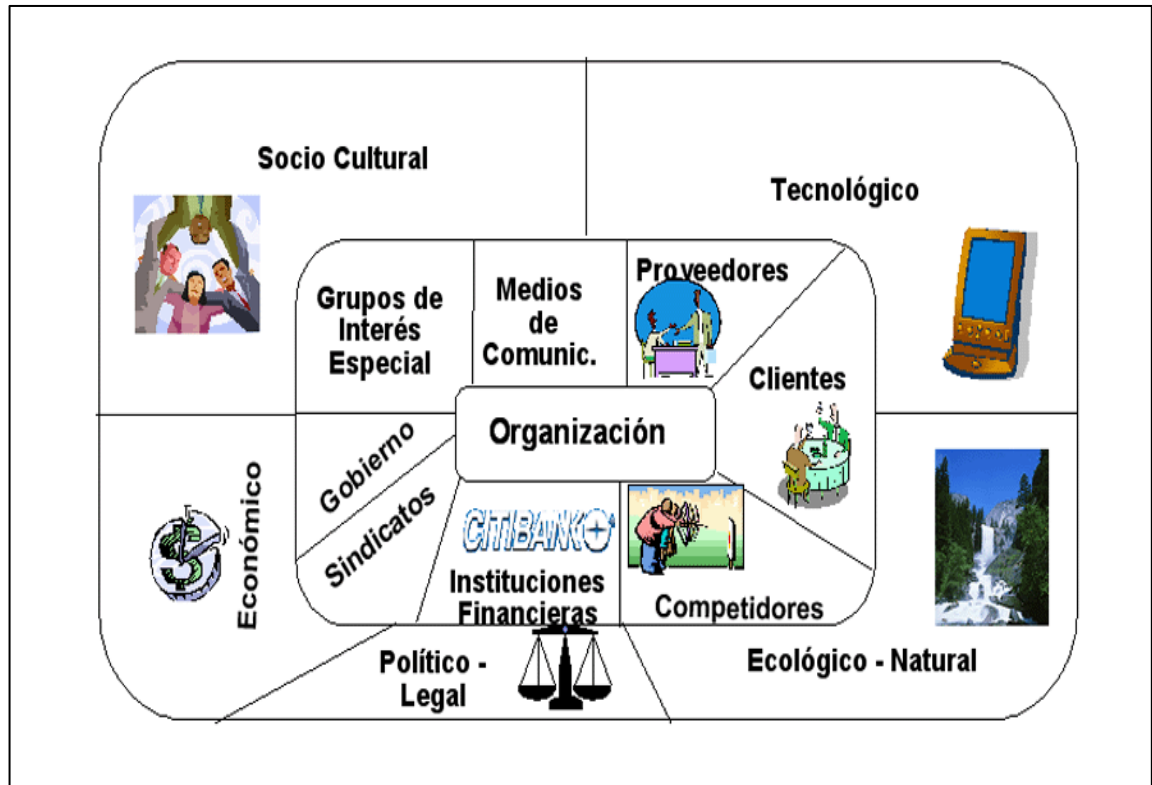 Socio Cultural
Tecnológico
Grupos de
Interés
Especial
Medios
de
Comunic.
Proveedores
Clientes
Organización
Gobierno
Sindicatos
Económico
CITIBANK
Instituciones
Financieras
Competidores
Político -
Legal
Ecológico - Natural